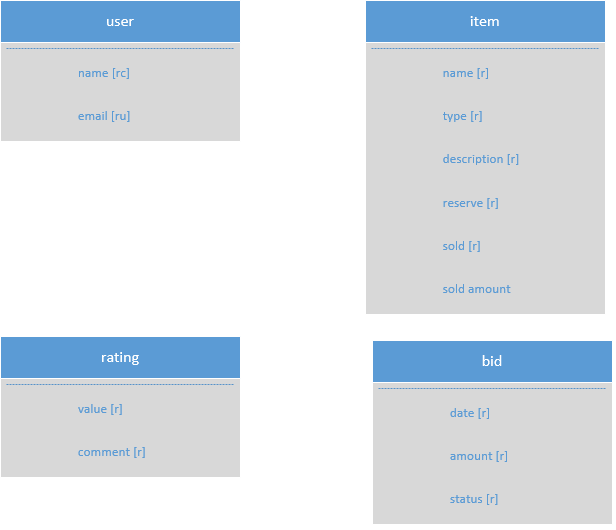 user
name [rc]
email [ru]
item
name [r]
type [r]
description [r]
reserve [r]
sold [r]
sold amount
rating
value [r]
comment [r]
bid
date [r]
amount [r]
status [r]